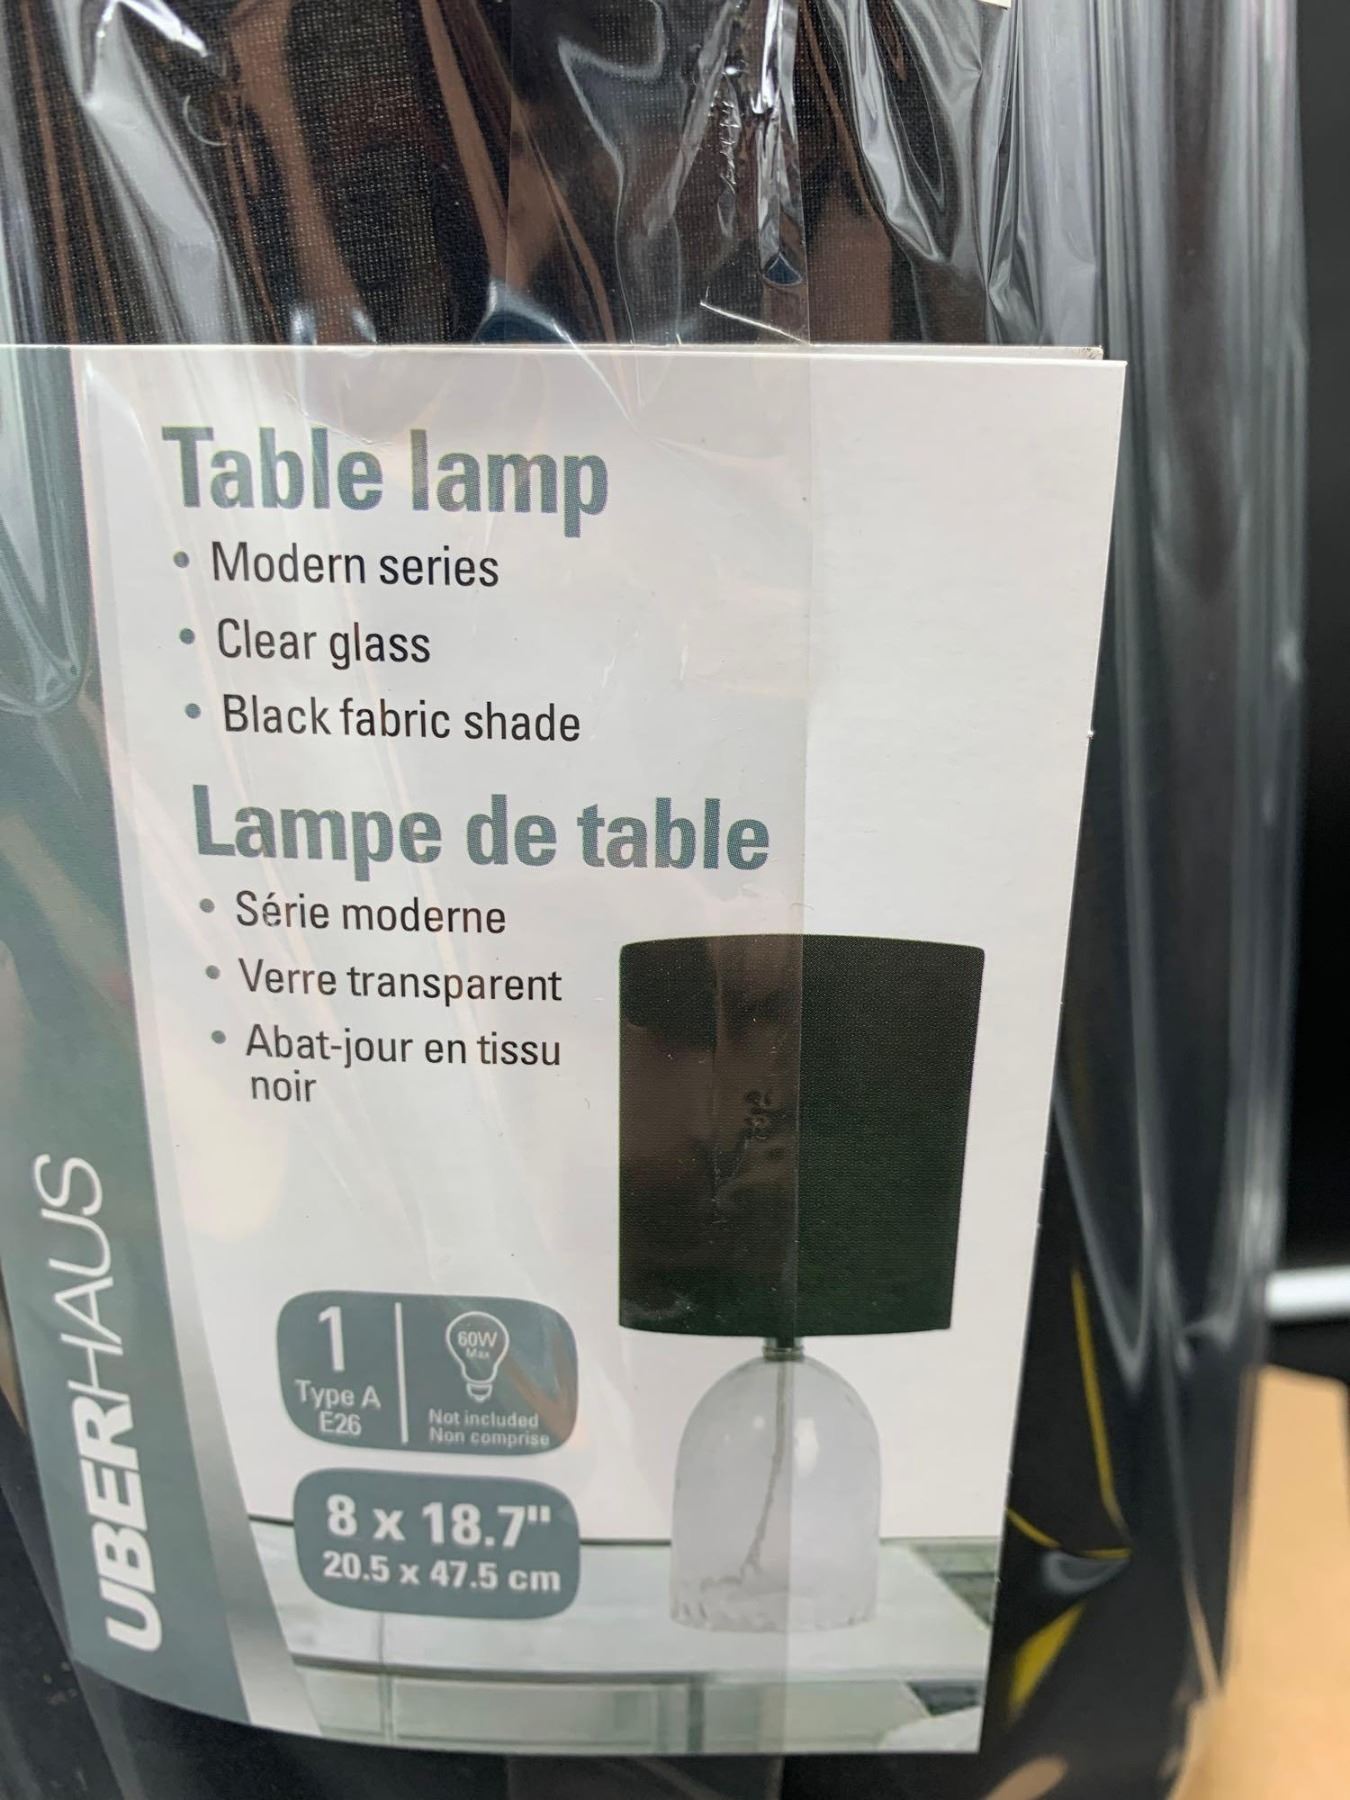 Table lamp
• Modern series
• Clear glass
• Black fabric shade
Lampe de table
• Série moderne
• Verre transparent
• Abat-jour en tissu
noir
UBERHAUS
1
Type A
E26
60W
Max
Not included
Non comprise
8 x 18.7"
20.5 x 47.5 cm